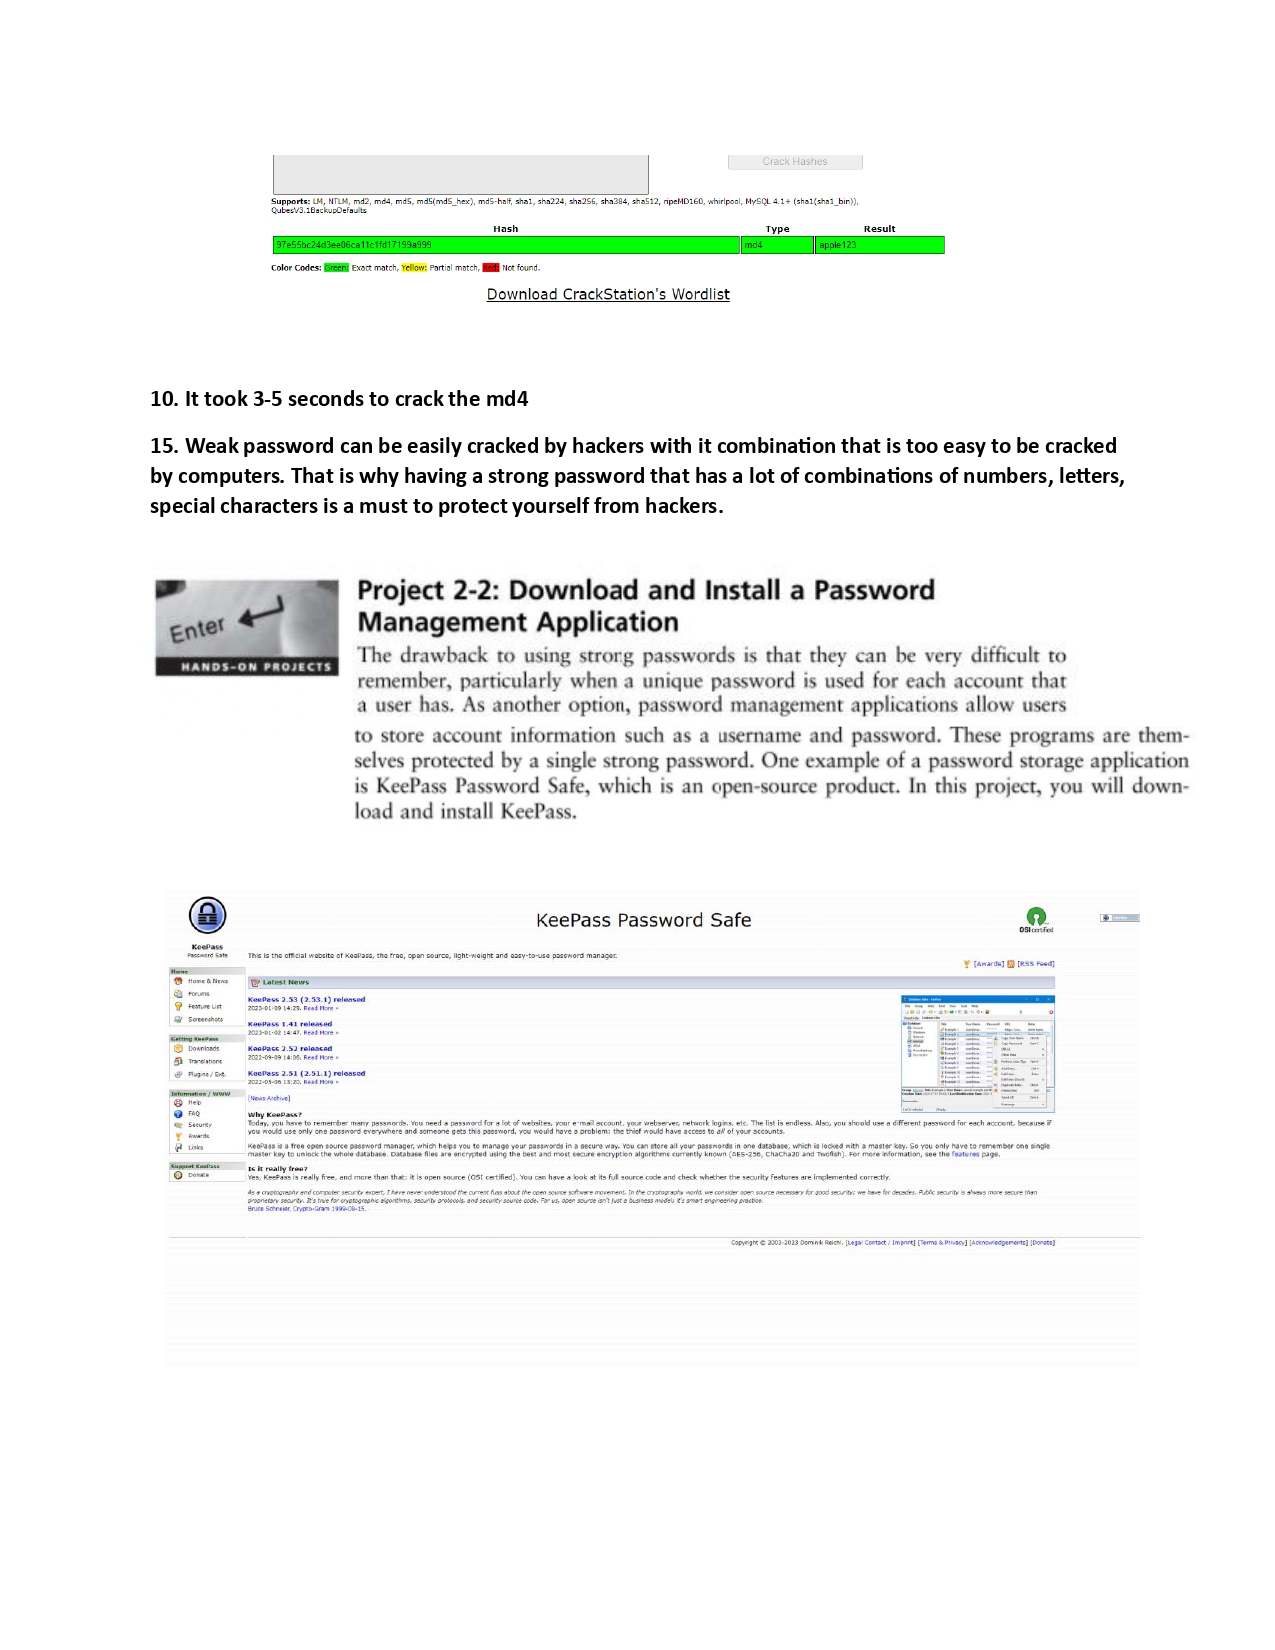 Crack Hashes
Supports: LM, NTLM, md2, md4, md5, md5(md5_hex), md5-half, sha1, sha224, sha256, sha384, sha512, ripeMD160, whirlpool, MySQL 4.1+ (sha1(sha1_bin)),
QubesV3.1BackupDefaults
Hash Type Result
97e55bc24d3ee06ca11c1fd17199a999 md4 apple123
Color Codes: Green: Exact match, Yellow: Partial match, Red: Not found.
Download CrackStation's Wordlist
10. It took 3-5 seconds to crack the md4
15. Weak password can be easily cracked by hackers with it combination that is too easy to be cracked
by computers. That is why having a strong password that has a lot of combinations of numbers, letters,
special characters is a must to protect yourself from hackers.
Enter
HANDS-ON PROJECTS
Project 2-2: Download and Install a Password
Management Application
The drawback to using strong passwords is that they can be very difficult to
remember, particularly when a unique password is used for each account that
a user has. As another option, password management applications allow users
to store account information such as a username and password. These programs are them-
selves protected by a single strong password. One example of a password storage application
is KeePass Password Safe, which is an open-source product. In this project, you will down-
load and install KeePass.
KeePass Password Safe
OSI certified
KeePass
Password Safe
This is the official website of KeePass, the free, open source, light-weight and easy-to-use password manager.
[Awards] [RSS Feed]
Home
Home & News
Forums
Feature List
Screenshots
Getting KeePass
Downloads
Translations
Plugins / Ext.
Information / WWW
Help
FAQ
Security
Awards
Links
Support KeePass
Donate
Latest News
KeePass 2.53 (2.53.1) released
2023-01-09 14:29. Read More »
KeePass 1.41 released
2023-01-02 14:47. Read More »
KeePass 2.52 released
2022-09-09 14:06. Read More »
KeePass 2.51 (2.51.1) released
2022-05-06 13:20. Read More »
[News Archive]
Why KeePass?
Today, you have to remember many passwords. You need a password for a lot of websites, your e-mail account, your webserver, network logins, etc. The list is endless. Also, you should use a different password for each account, because if
you would use only one password everywhere and someone gets this password, you would have a problem: the thief would have access to all of your accounts.
KeePass is a free open source password manager, which helps you to manage your passwords in a secure way. You can store all your passwords in one database, which is locked with a master key. So you only have to remember one single
master key to unlock the whole database. Database files are encrypted using the best and most secure encryption algorithms currently known (AES-256, ChaCha20 and Twofish). For more information, see the features page.
Is it really free?
Yes, KeePass is really free, and more than that: it is open source (OSI certified). You can have a look at its full source code and check whether the security features are implemented correctly.
As a cryptography and computer security expert, I have never understood the current fuss about the open source software movement. In the cryptography world, we consider open source necessary for good security; we have for decades. Public security is always more secure than
proprietary security. It's true for cryptographic algorithms, security protocols, and security source code. For us, open source isn't just a business model; it's smart engineering practice.
Bruce Schneier, Crypto-Gram 1999-09-15.
Copyright © 2003-2023 Dominik Reichl. [Legal Contact / Imprint] [Terms & Privacy] [Acknowledgements] [Donate]